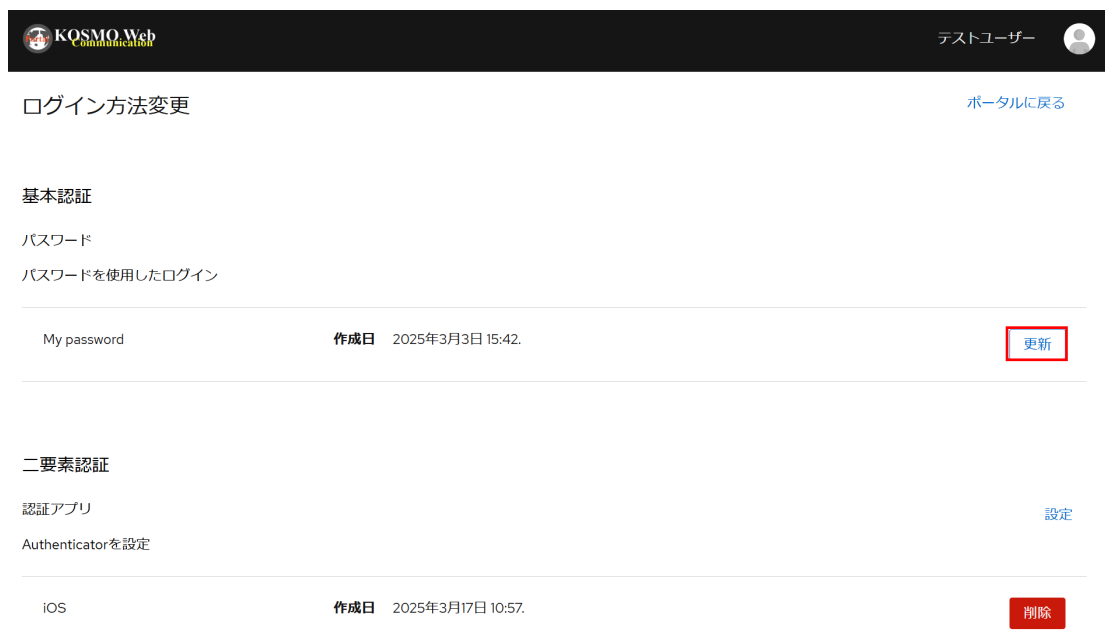 Portal KOSMO Web
Communication
テストユーザー
ログイン方法変更
ポータルに戻る
基本認証
パスワード
パスワードを使用したログイン
My password 作成日 2025年3月3日 15:42. 更新
二要素認証
認証アプリ
設定
Authenticatorを設定
iOS 作成日 2025年3月17日 10:57. 削除